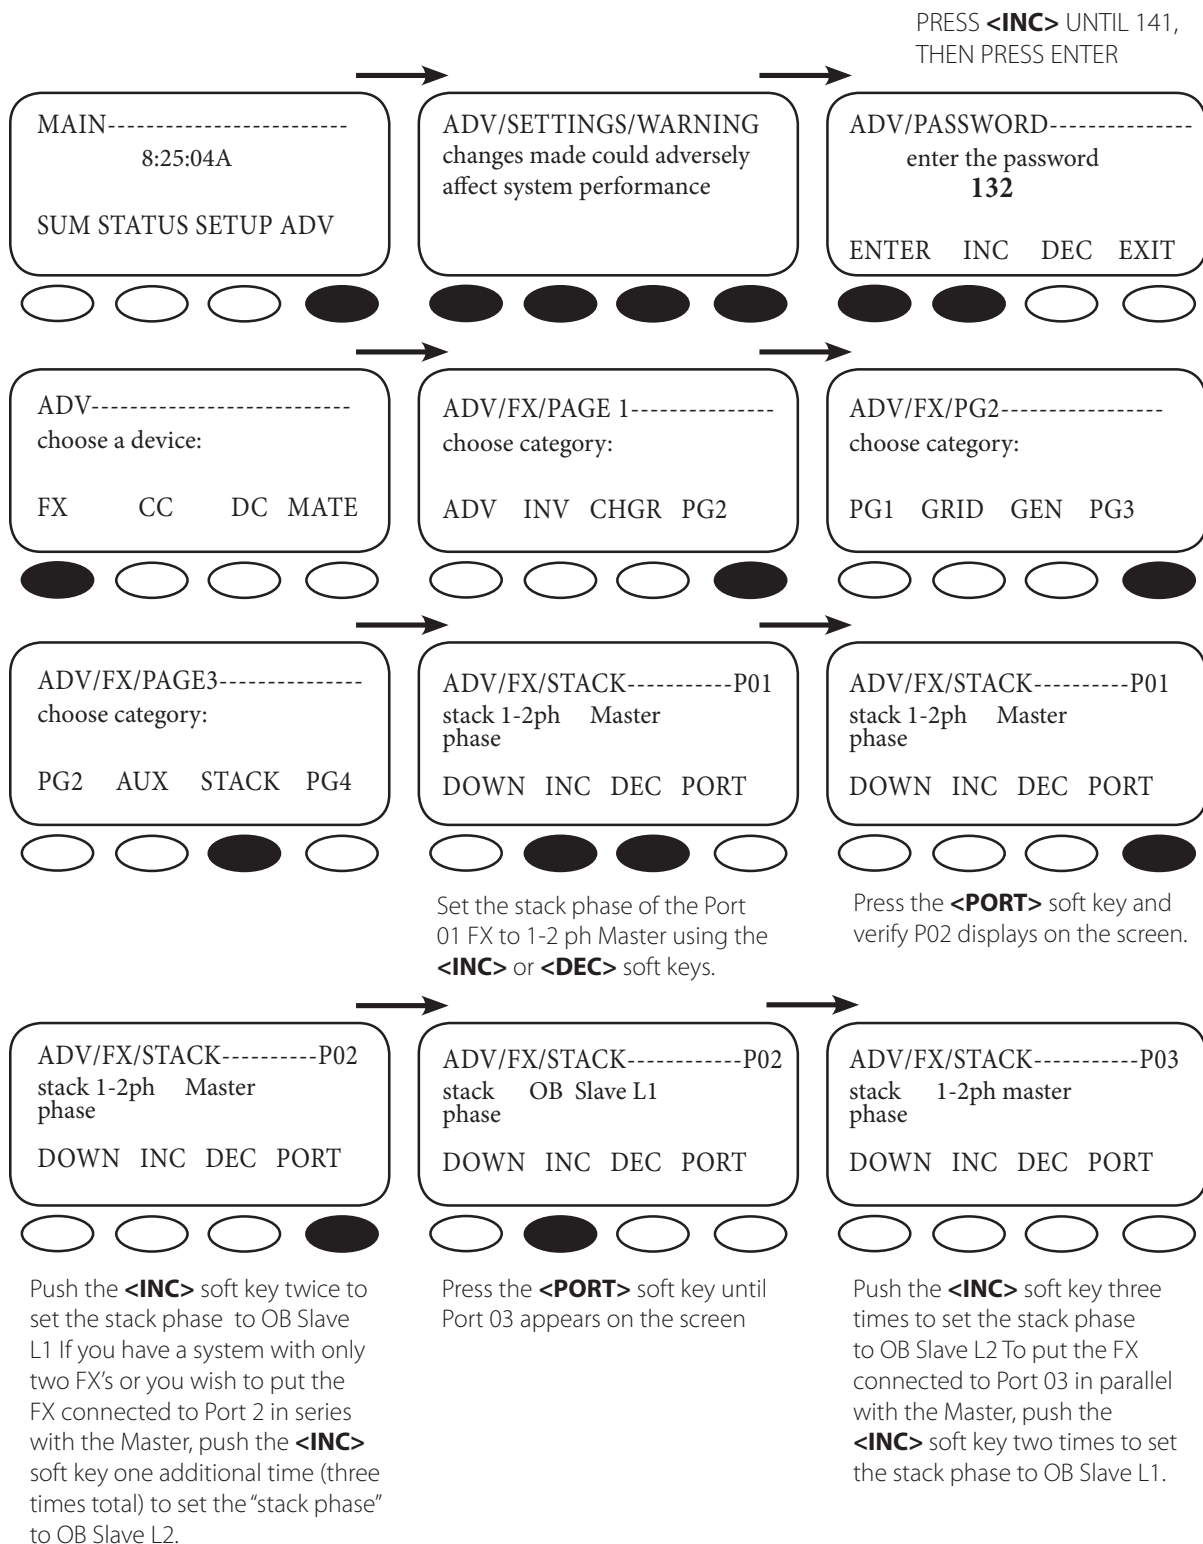 PRESS <INC> UNTIL 141,
THEN PRESS ENTER
MAIN-------------------------
8:25:04A
SUM STATUS SETUP ADV
ADV/SETTINGS/WARNING
changes made could adversely
affect system performance
ADV/PASSWORD---------------
enter the password
132
ENTER INC DEC EXIT
ADV---------------------------
choose a device:
FX CC DC MATE
ADV/FX/PAGE 1---------------
choose category:
ADV INV CHGR PG2
ADV/FX/PG2-----------------
choose category:
PG1 GRID GEN PG3
ADV/FX/PAGE3---------------
choose category:
PG2 AUX STACK PG4
ADV/FX/STACK-----------P01
stack 1-2ph Master
phase
DOWN INC DEC PORT
Set the stack phase of the Port
01 FX to 1-2 ph Master using the
<INC> or <DEC> soft keys.
ADV/FX/STACK----------P01
stack 1-2ph Master
phase
DOWN INC DEC PORT
Press the <PORT> soft key and
verify P02 displays on the screen.
ADV/FX/STACK----------P02
stack 1-2ph Master
phase
DOWN INC DEC PORT
Push the <INC> soft key twice to
set the stack phase to OB Slave
L1 If you have a system with only
two FX's or you wish to put the
FX connected to Port 2 in series
with the Master, push the <INC>
soft key one additional time (three
times total) to set the "stack phase"
to OB Slave L2.
ADV/FX/STACK------------P02
stack OB Slave L1
phase
DOWN INC DEC PORT
Press the <PORT> soft key until
Port 03 appears on the screen
ADV/FX/STACK-----------P03
stack 1-2ph master
phase
DOWN INC DEC PORT
Push the <INC> soft key three
times to set the stack phase
to OB Slave L2 To put the FX
connected to Port 03 in parallel
with the Master, push the
<INC> soft key two times to set
the stack phase to OB Slave L1.